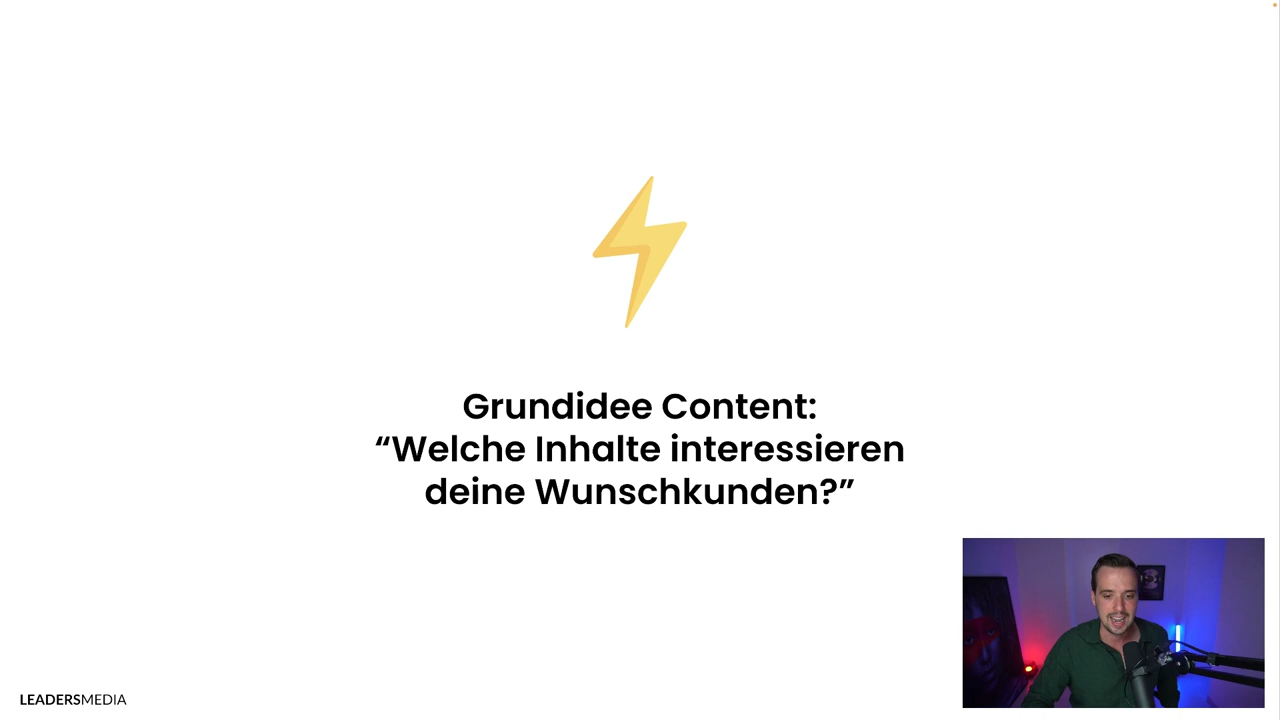 Grundidee Content:
“Welche Inhalte interessieren
deine Wunschkunden?”
LEADERSMEDIA